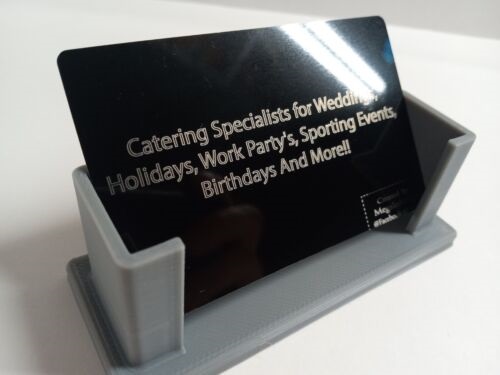 Catering Specialists for Weddings,
Holidays, Work Party's, Sporting Events,
Birthdays And More!!